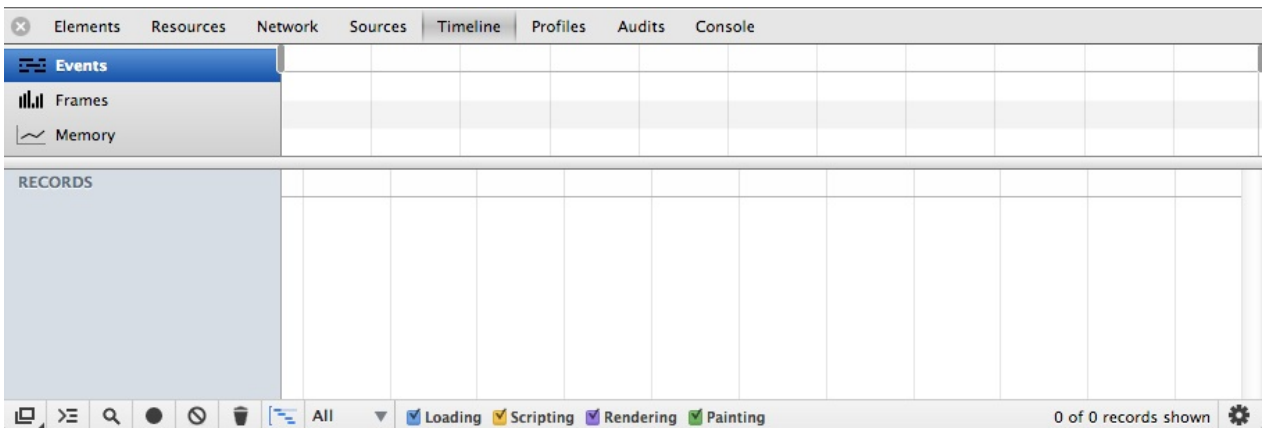 Elements Resources Network Sources Timeline Profiles Audits Console
Events
Frames
Memory
RECORDS
All Loading Scripting Rendering Painting 0 of 0 records shown